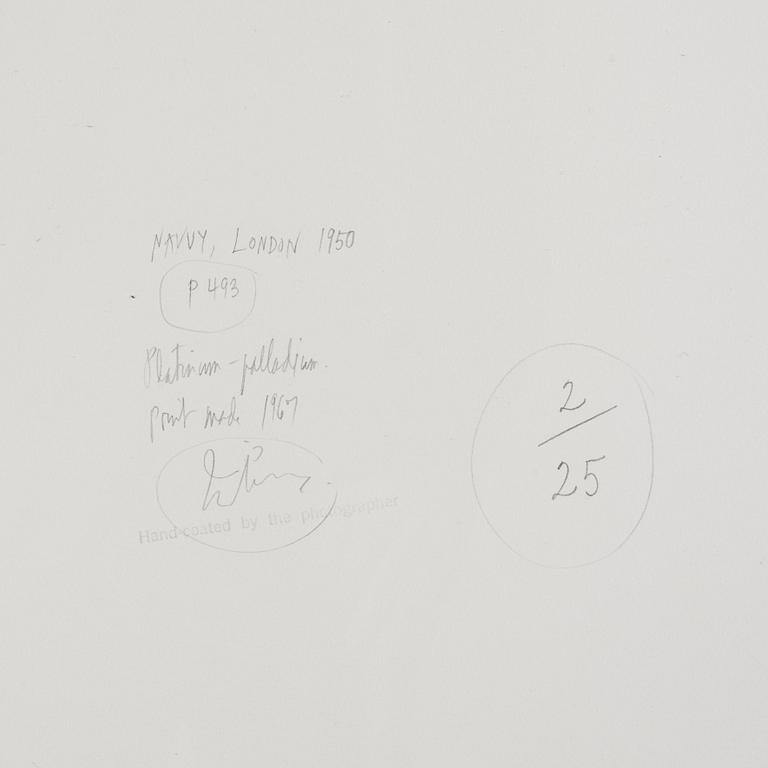 NAVVY, LONDON 1950
P 493
Platinum-palladium.
print made 1967
Hand-coated by the photographer
2
25